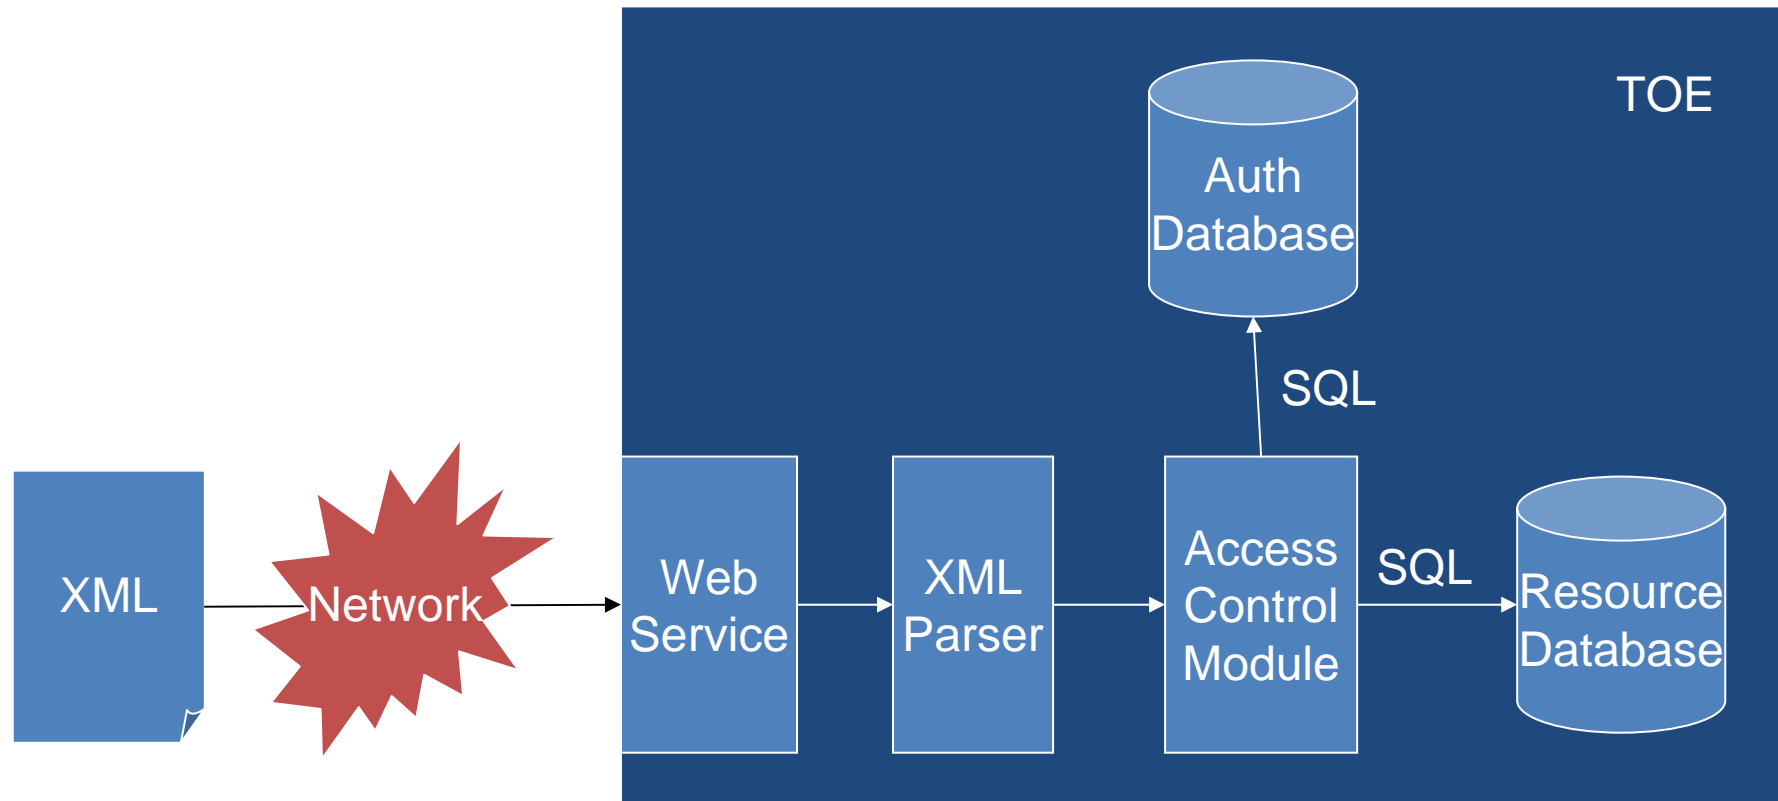 TOE
Auth
Database
SQL
XML
Network
Web
Service
XML
Parser
Access
Control
Module
SQL
Resource
Database